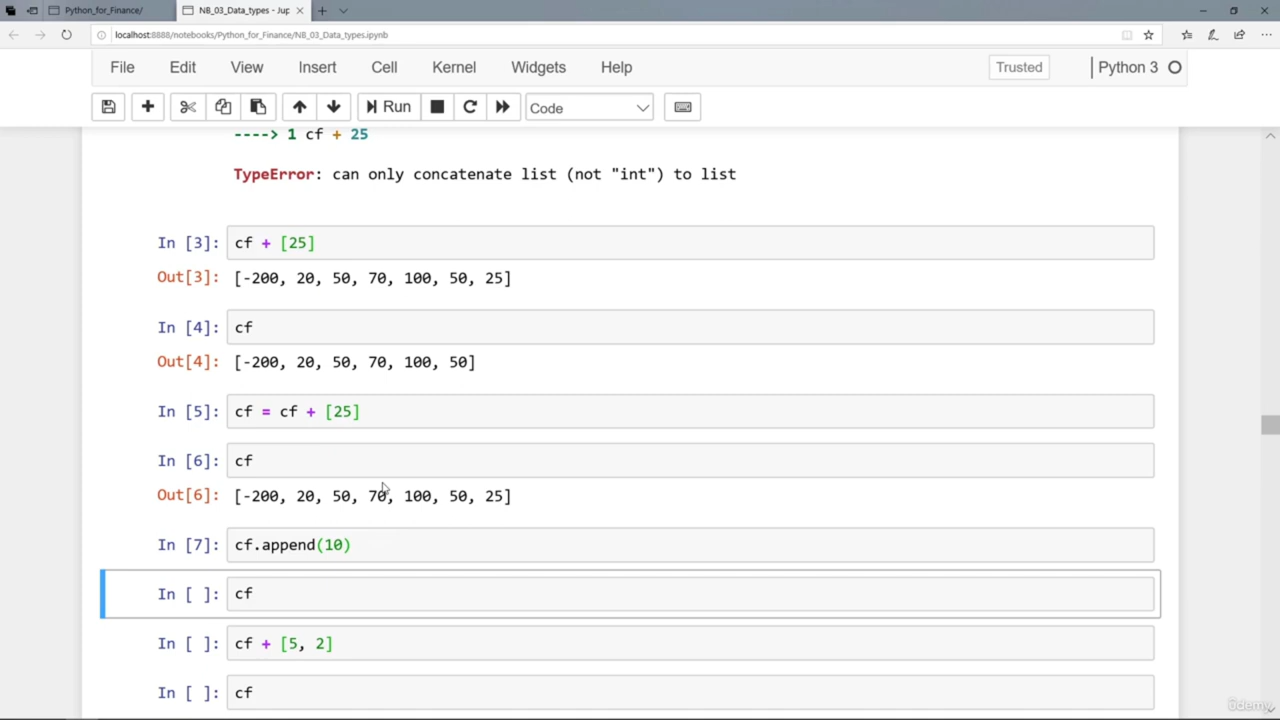 Python_for_Finance/
NB_03_Data_types - Jup
localhost:8888/notebooks/Python_for_Finance/NB_03_Data_types.ipynb
File Edit View Insert Cell Kernel Widgets Help Trusted Python 3
Run Code
----> 1 cf + 25
TypeError: can only concatenate list (not "int") to list
In [3]: cf + [25]
Out[3]: [-200, 20, 50, 70, 100, 50, 25]
In [4]: cf
Out[4]: [-200, 20, 50, 70, 100, 50]
In [5]: cf = cf + [25]
In [6]: cf
Out[6]: [-200, 20, 50, 70, 100, 50, 25]
In [7]: cf.append(10)
In [ ]: cf
In [ ]: cf + [5, 2]
In [ ]: cf
ûdemy